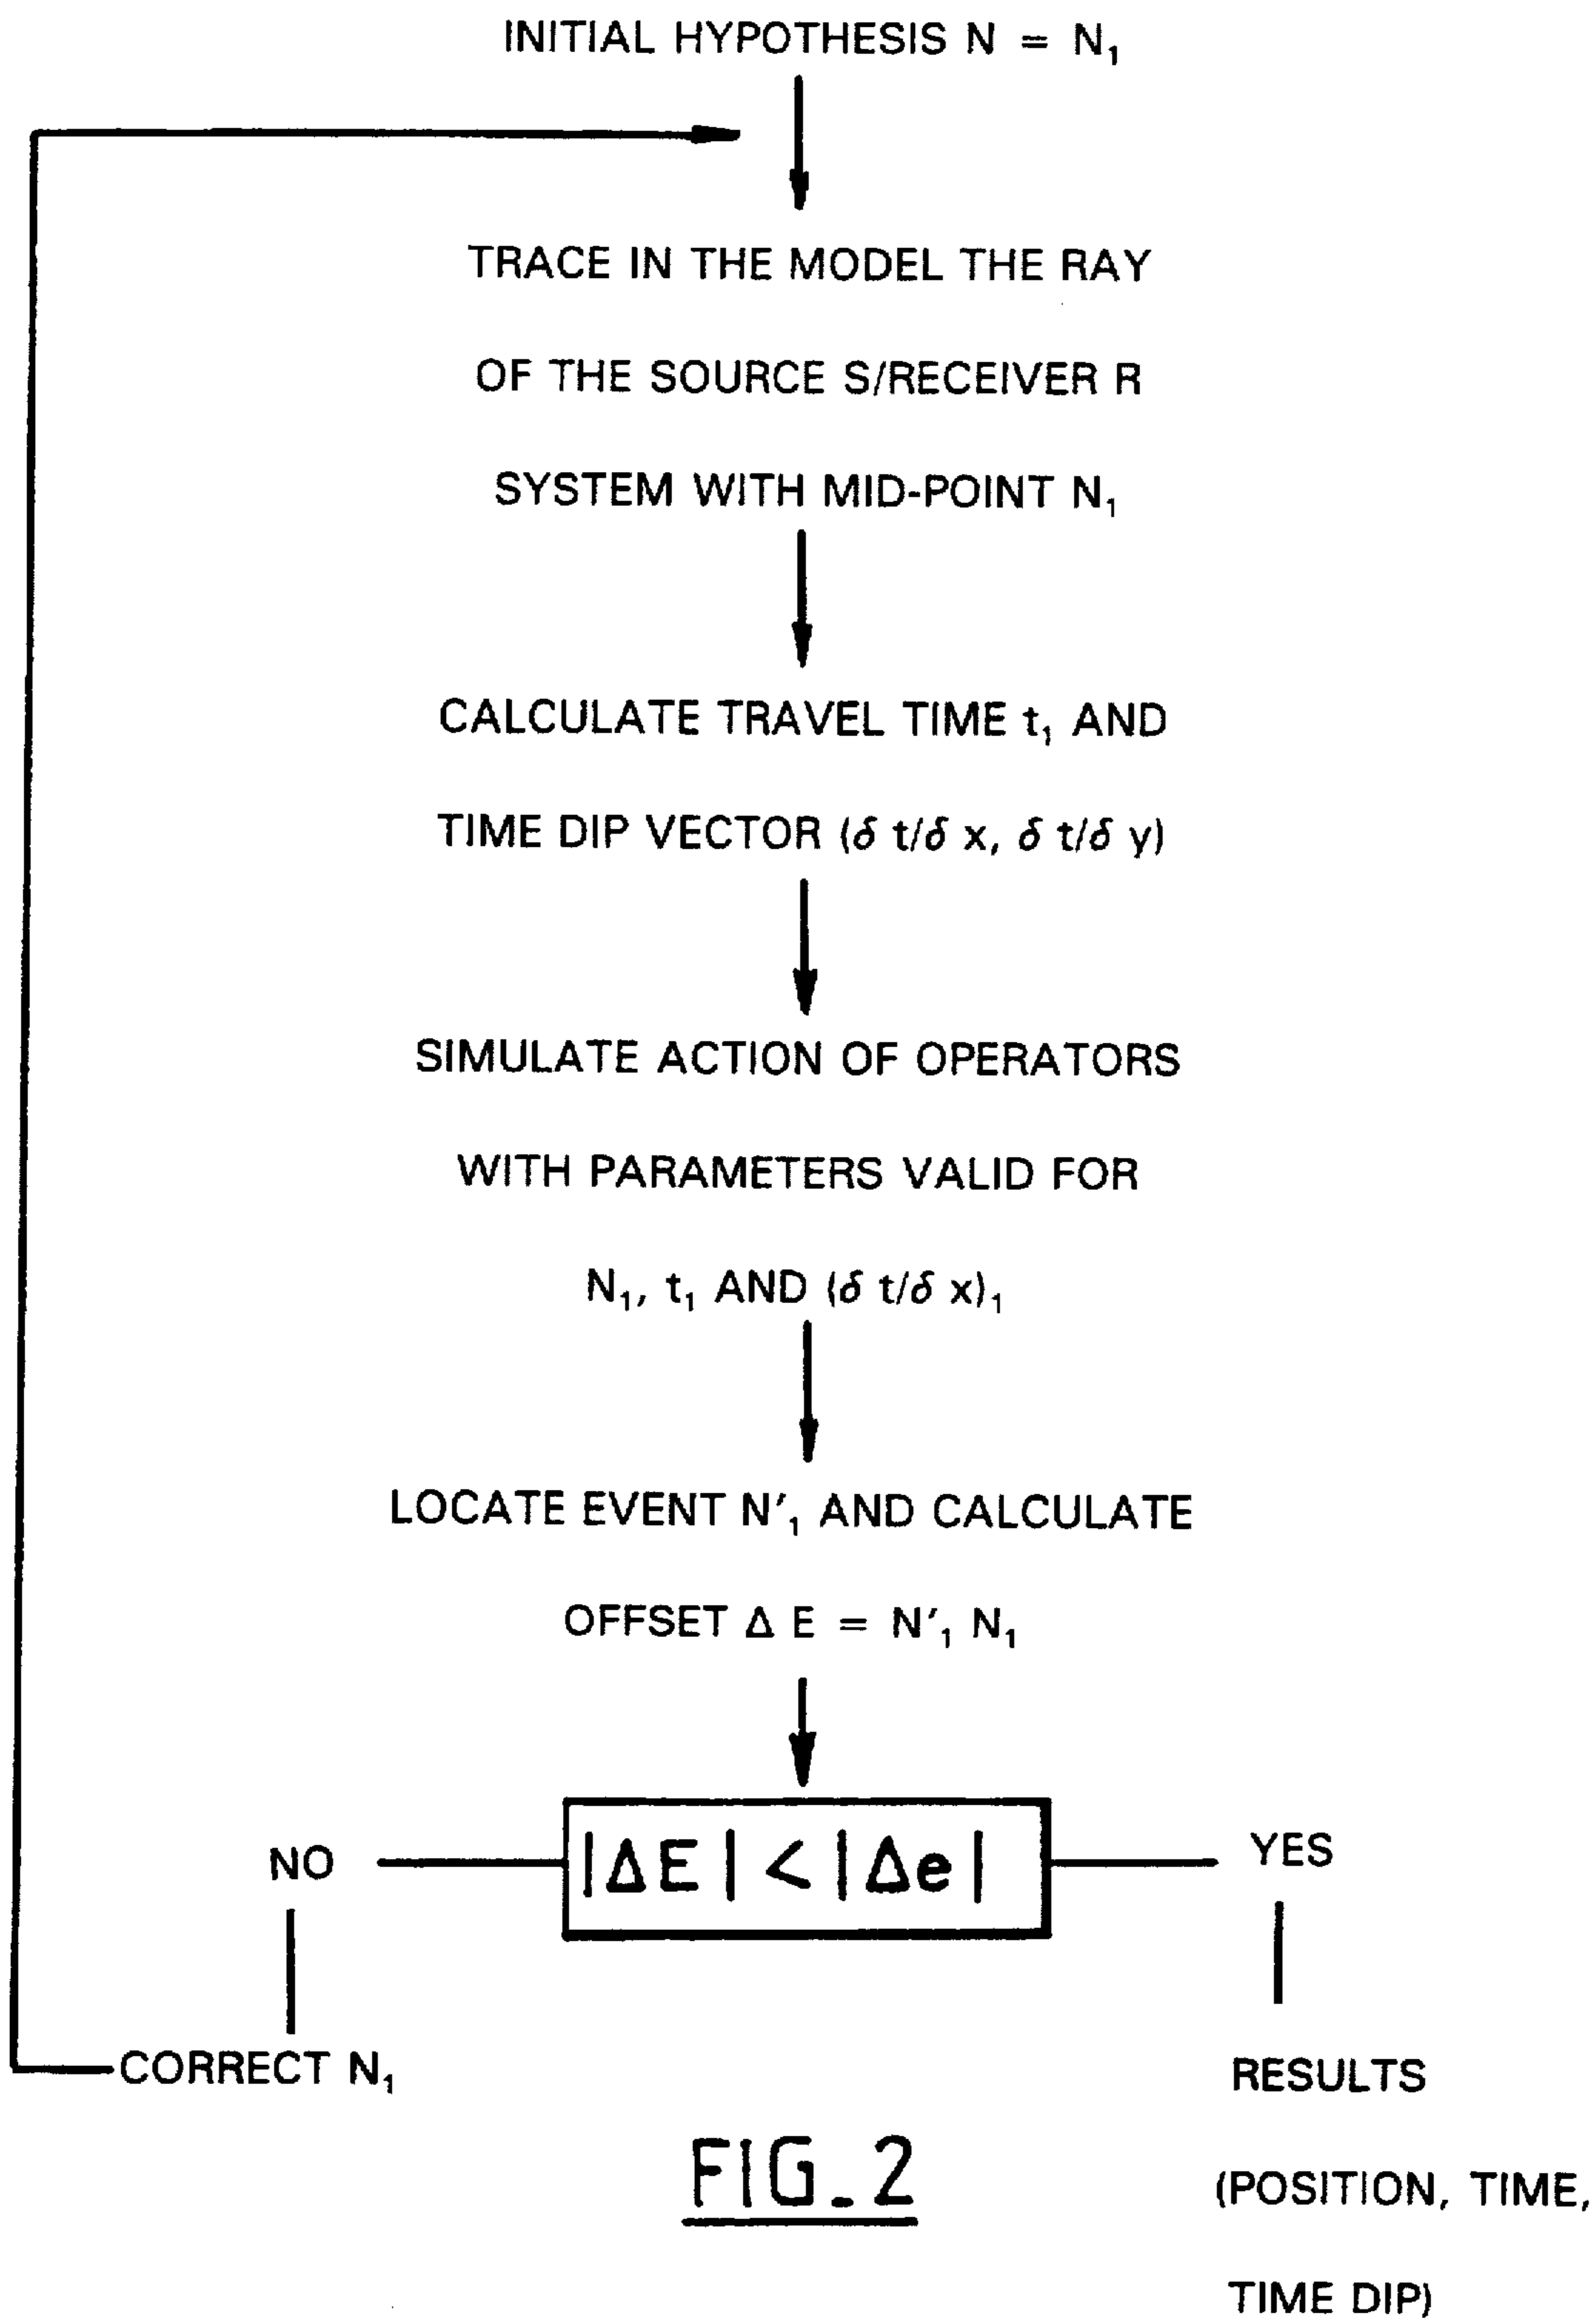 INITIAL HYPOTHESIS N = N₁
TRACE IN THE MODEL THE RAY
OF THE SOURCE S/RECEIVER R
SYSTEM WITH MID-POINT N₁
CALCULATE TRAVEL TIME t₁ AND
TIME DIP VECTOR (δ t/δ x, δ t/δ y)
SIMULATE ACTION OF OPERATORS
WITH PARAMETERS VALID FOR
N₁, t₁ AND (δ t/δ x)₁
LOCATE EVENT N′₁ AND CALCULATE
OFFSET Δ E = N′₁ N₁
|ΔE| < |Δe|
NO
YES
CORRECT N₁
RESULTS
(POSITION, TIME,
TIME DIP)
FIG_2